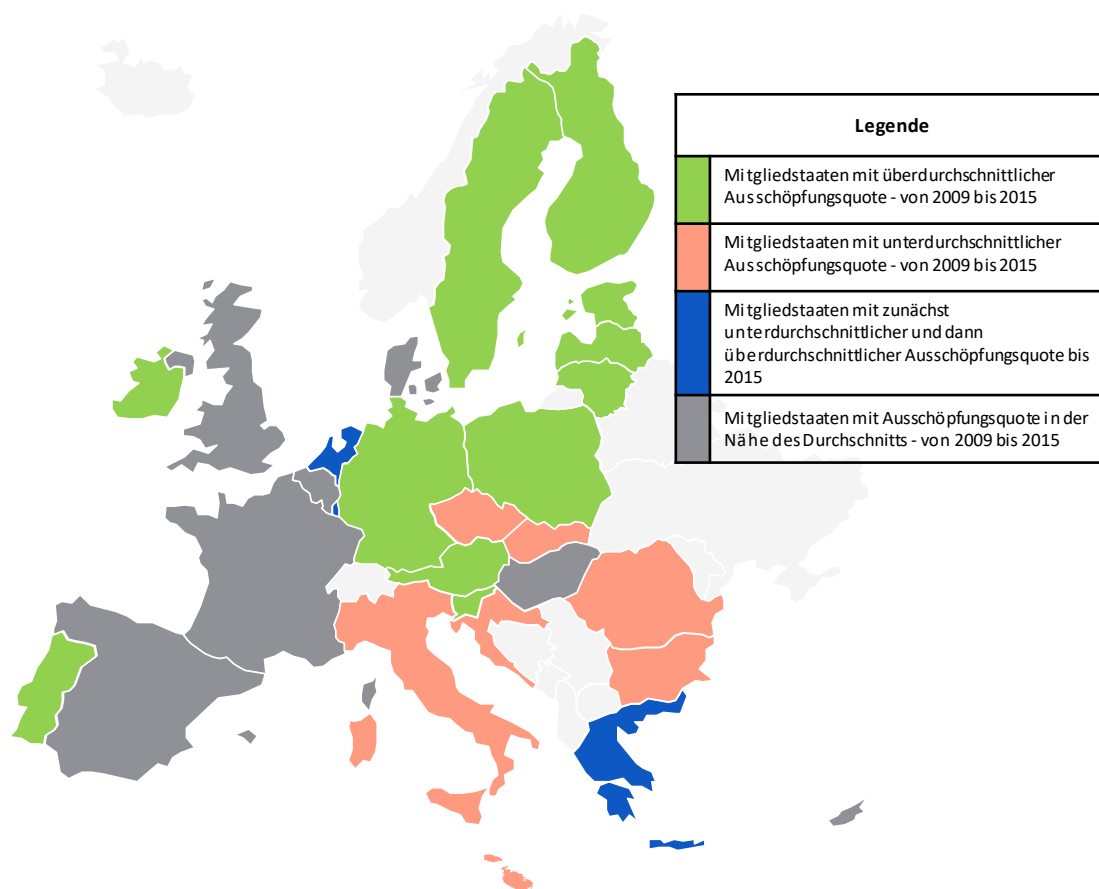 Legende
Mitgliedstaaten mit überdurchschnittlicher
Ausschöpfungsquote - von 2009 bis 2015
Mitgliedstaaten mit unterdurchschnittlicher
Ausschöpfungsquote - von 2009 bis 2015
Mitgliedstaaten mit zunächst
unterdurchschnittlicher und dann
überdurchschnittlicher Ausschöpfungsquote bis
2015
Mitgliedstaaten mit Ausschöpfungsquote in der
Nähe des Durchschnitts - von 2009 bis 2015